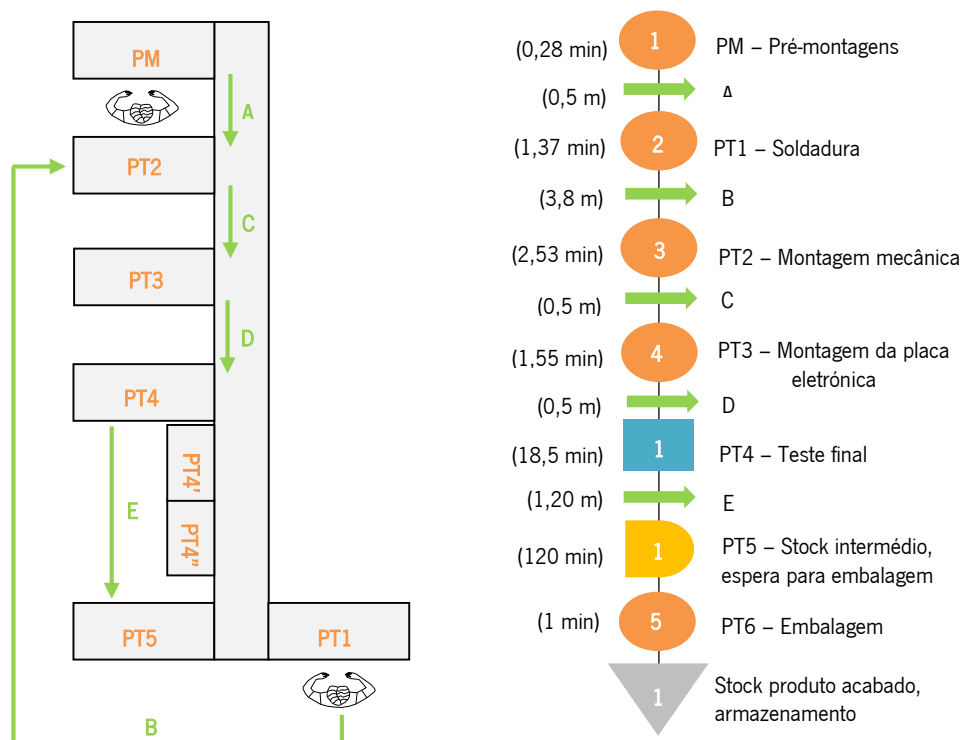 PM
A
PT2
C
PT3
D
PT4
PT4'
E
PT4"
PT5
PT1
B
(0,28 min)
1
PM – Pré-montagens
(0,5 m)
A
(1,37 min)
2
PT1 – Soldadura
(3,8 m)
B
(2,53 min)
3
PT2 – Montagem mecânica
(0,5 m)
C
(1,55 min)
4
PT3 – Montagem da placa
eletrónica
(0,5 m)
D
(18,5 min)
1
PT4 – Teste final
(1,20 m)
E
(120 min)
1
PT5 – Stock intermédio,
espera para embalagem
(1 min)
5
PT6 – Embalagem
1
Stock produto acabado,
armazenamento